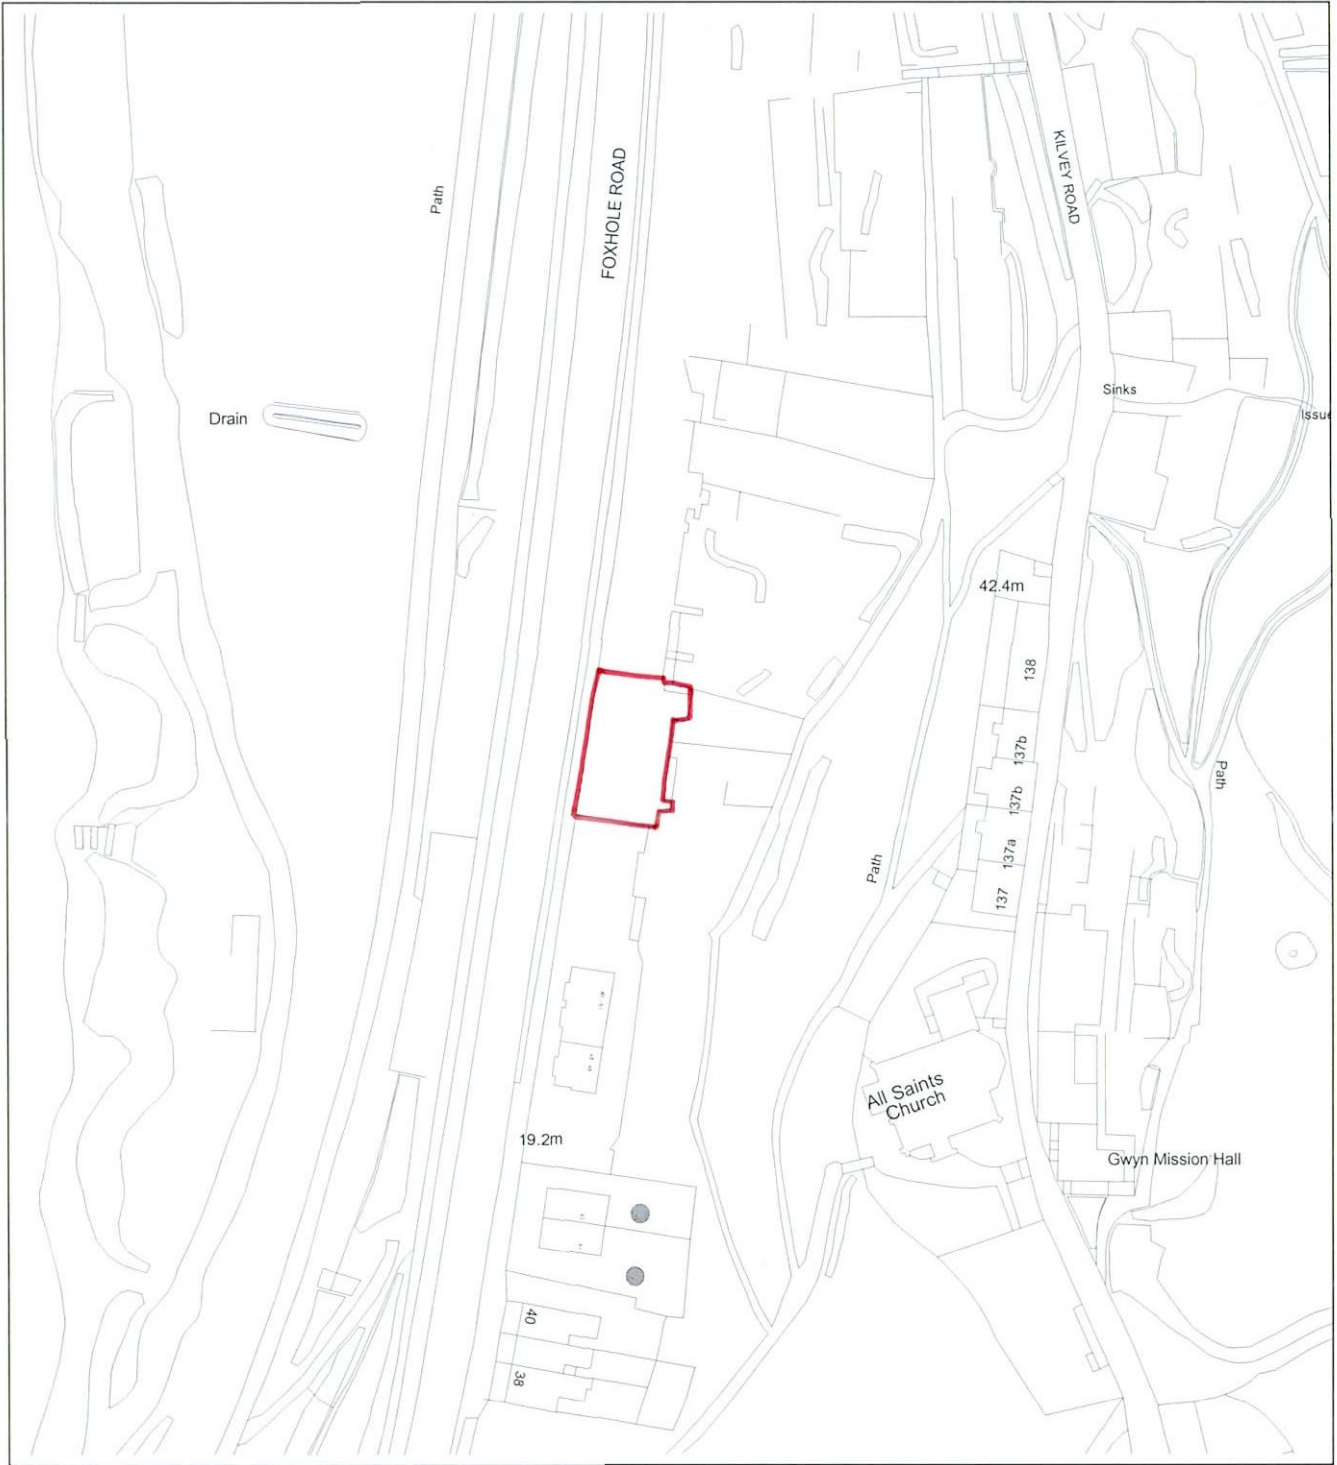 KILVEY ROAD
FOXHOLE ROAD
Path
Sinks
Drain
42.4m
138
137b
Path
137b
137a
Path
137
All Saints
Church
19.2m
Gwyn Mission Hall
40
38